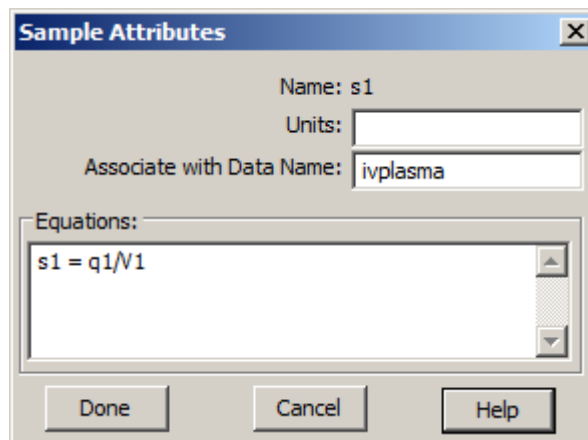 Sample Attributes
Name: s1
Units:
Associate with Data Name: ivplasma
Equations:
s1 = q1/V1
Done Cancel Help